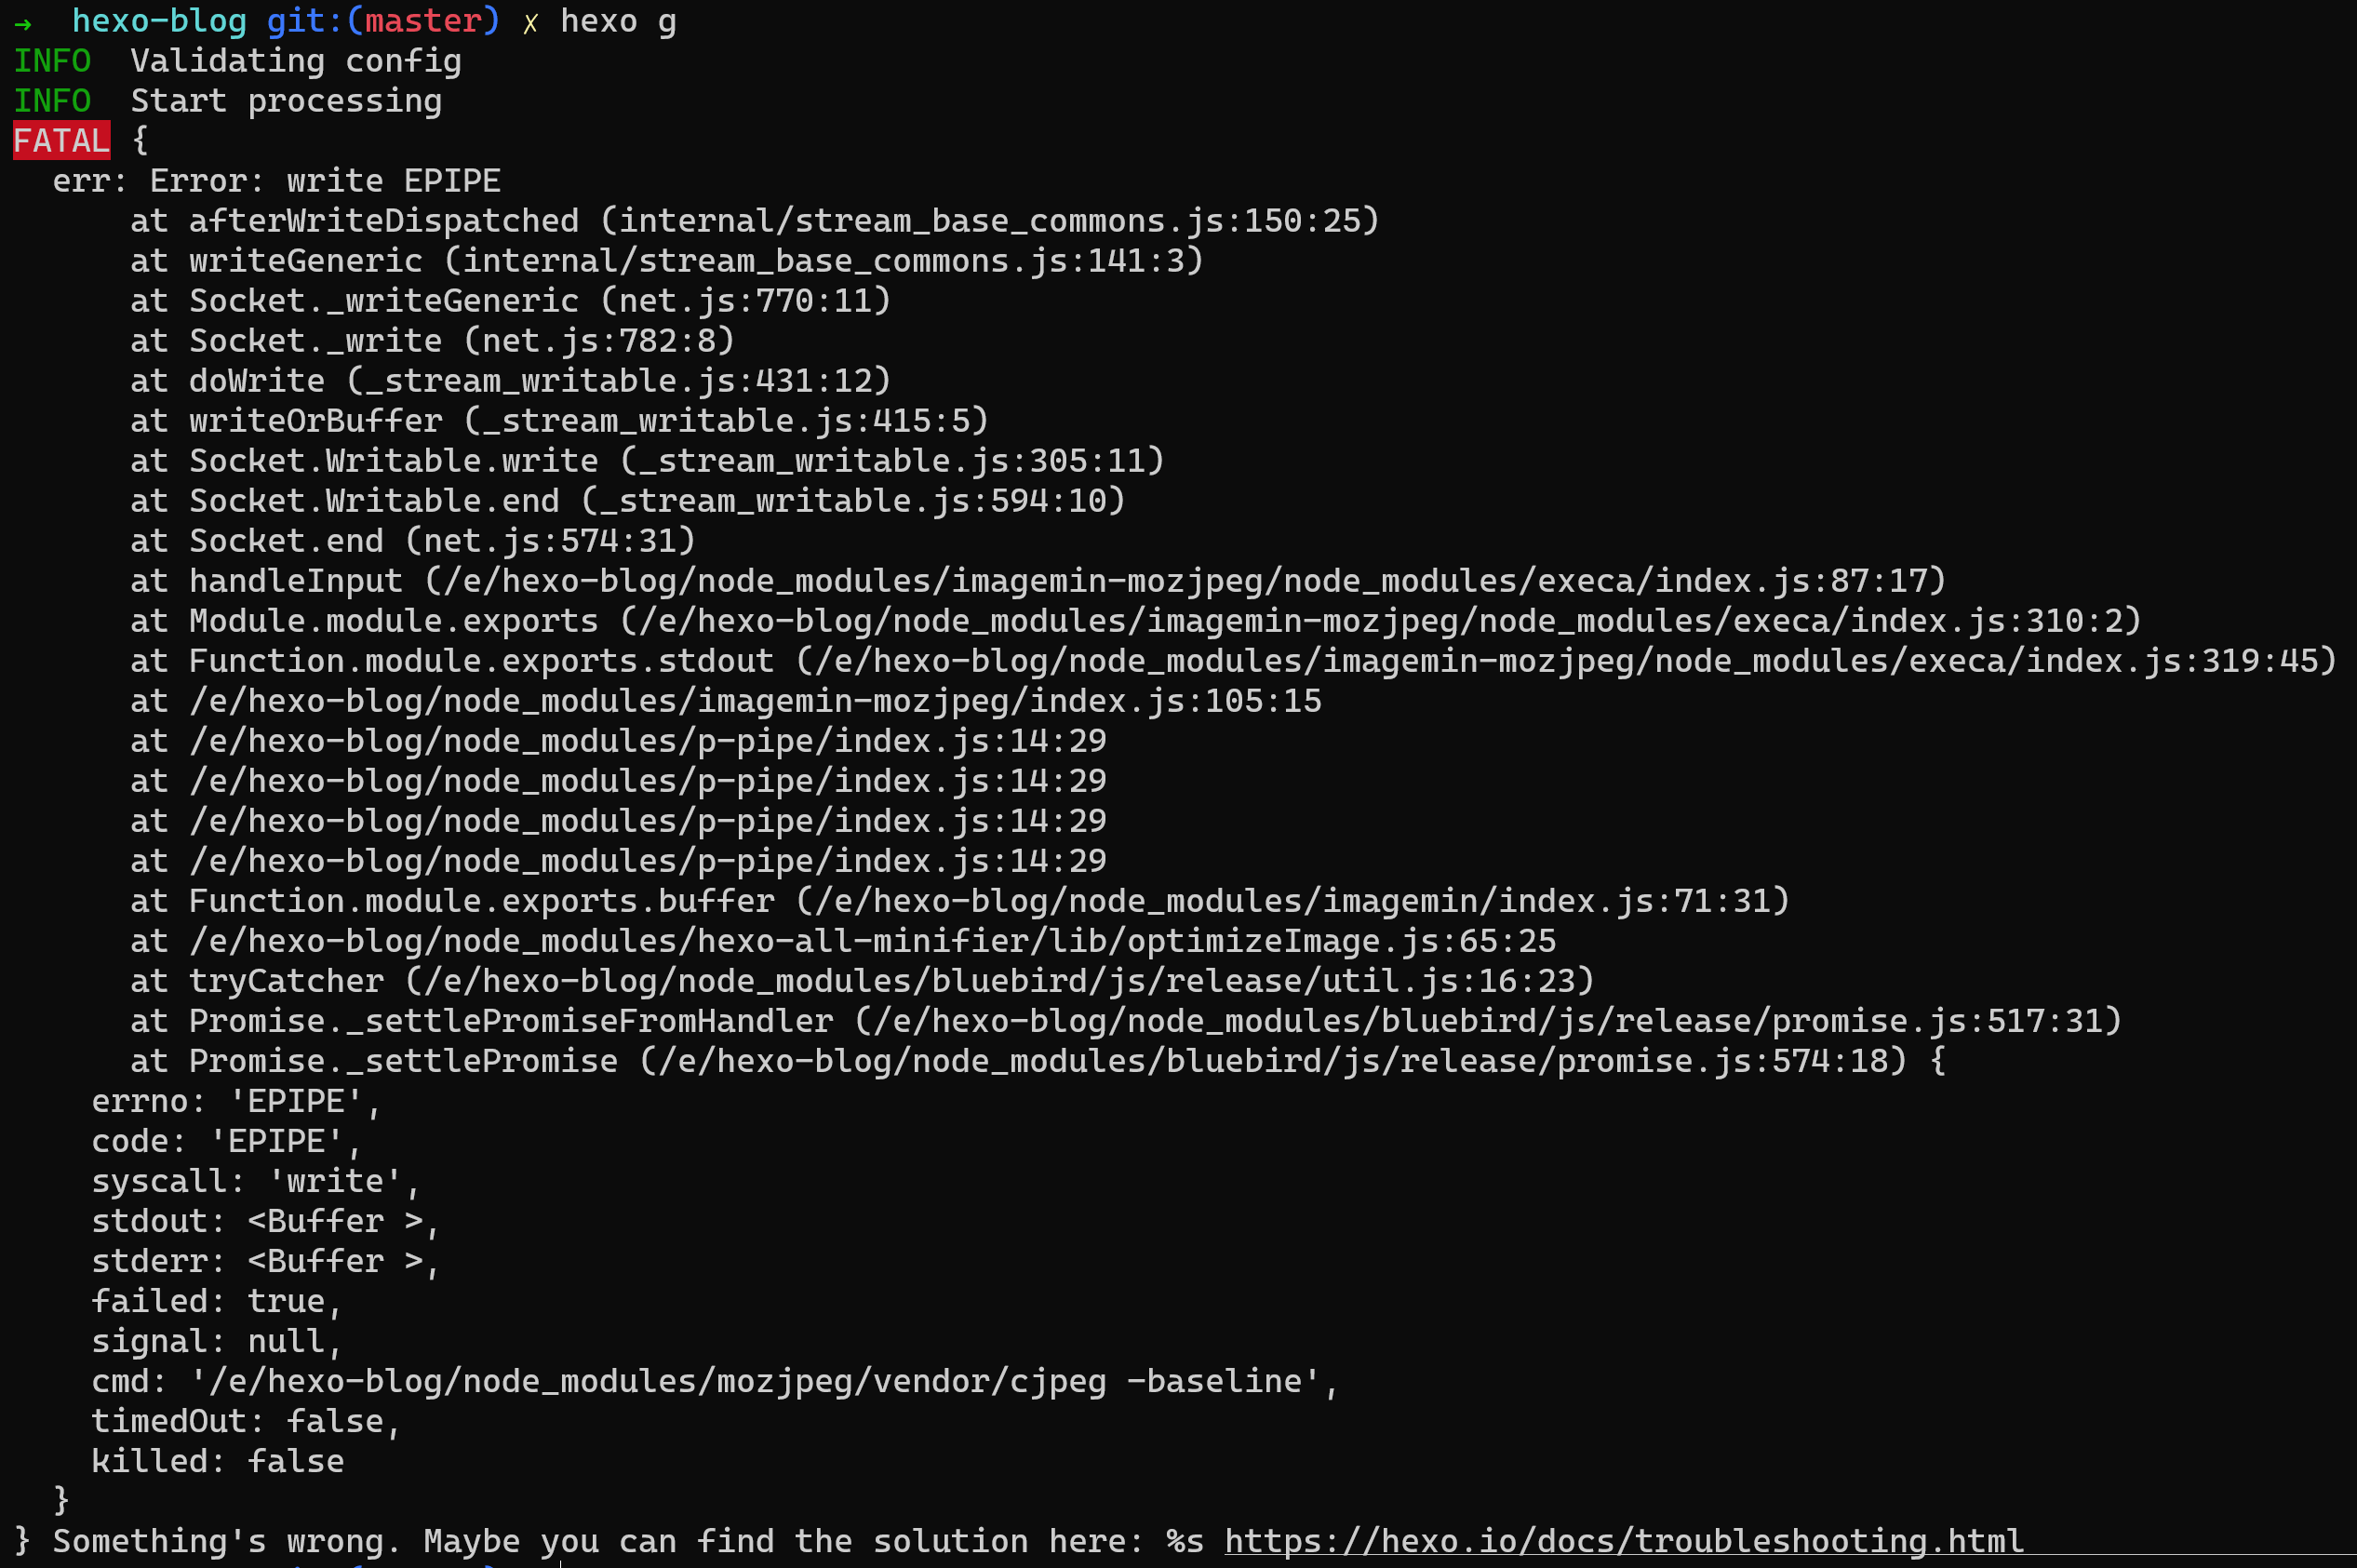 →  hexo-blog git:(master) ✗ hexo g
INFO  Validating config
INFO  Start processing
FATAL {
  err: Error: write EPIPE
      at afterWriteDispatched (internal/stream_base_commons.js:150:25)
      at writeGeneric (internal/stream_base_commons.js:141:3)
      at Socket._writeGeneric (net.js:770:11)
      at Socket._write (net.js:782:8)
      at doWrite (_stream_writable.js:431:12)
      at writeOrBuffer (_stream_writable.js:415:5)
      at Socket.Writable.write (_stream_writable.js:305:11)
      at Socket.Writable.end (_stream_writable.js:594:10)
      at Socket.end (net.js:574:31)
      at handleInput (/e/hexo-blog/node_modules/imagemin-mozjpeg/node_modules/execa/index.js:87:17)
      at Module.module.exports (/e/hexo-blog/node_modules/imagemin-mozjpeg/node_modules/execa/index.js:310:2)
      at Function.module.exports.stdout (/e/hexo-blog/node_modules/imagemin-mozjpeg/node_modules/execa/index.js:319:45)
      at /e/hexo-blog/node_modules/imagemin-mozjpeg/index.js:105:15
      at /e/hexo-blog/node_modules/p-pipe/index.js:14:29
      at /e/hexo-blog/node_modules/p-pipe/index.js:14:29
      at /e/hexo-blog/node_modules/p-pipe/index.js:14:29
      at /e/hexo-blog/node_modules/p-pipe/index.js:14:29
      at Function.module.exports.buffer (/e/hexo-blog/node_modules/imagemin/index.js:71:31)
      at /e/hexo-blog/node_modules/hexo-all-minifier/lib/optimizeImage.js:65:25
      at tryCatcher (/e/hexo-blog/node_modules/bluebird/js/release/util.js:16:23)
      at Promise._settlePromiseFromHandler (/e/hexo-blog/node_modules/bluebird/js/release/promise.js:517:31)
      at Promise._settlePromise (/e/hexo-blog/node_modules/bluebird/js/release/promise.js:574:18) {
    errno: 'EPIPE',
    code: 'EPIPE',
    syscall: 'write',
    stdout: <Buffer >,
    stderr: <Buffer >,
    failed: true,
    signal: null,
    cmd: '/e/hexo-blog/node_modules/mozjpeg/vendor/cjpeg -baseline',
    timedOut: false,
    killed: false
  }
} Something's wrong. Maybe you can find the solution here: %s https://hexo.io/docs/troubleshooting.html